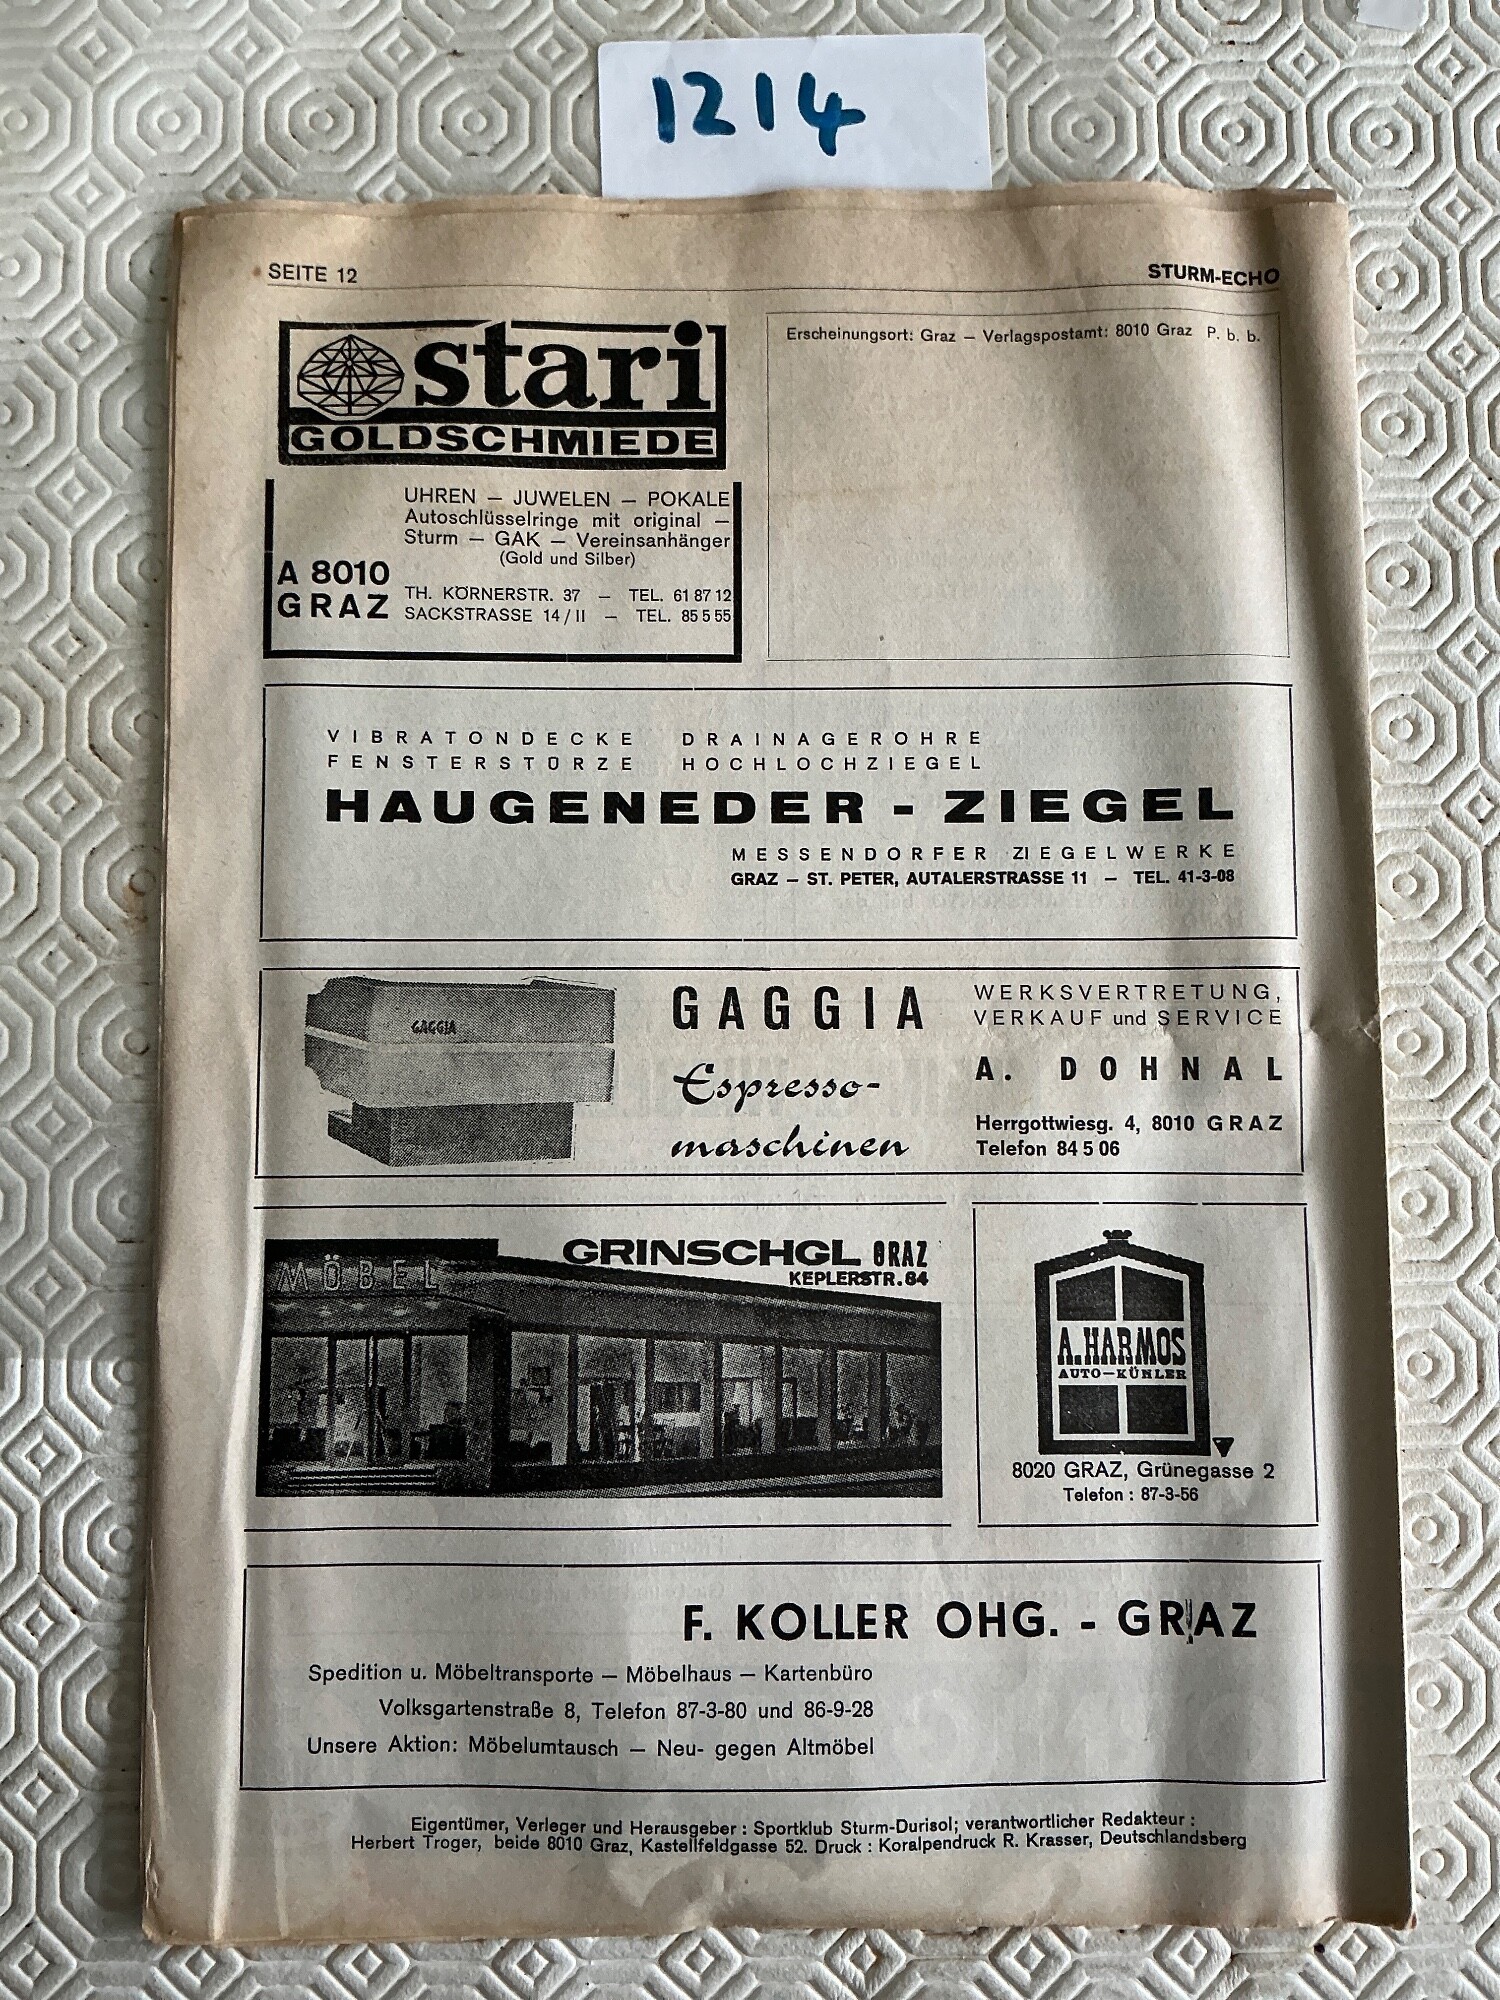 1214
SEITE 12
STURM-ECHO
stari
GOLDSCHMIEDE
UHREN — JUWELEN — POKALE
Autoschlüsselringe mit original —
Sturm — GAK — Vereinsanhänger
(Gold und Silber)
A 8010
GRAZ
TH. KÖRNERSTR. 37 — TEL. 61 87 12
SACKSTRASSE 14/II — TEL. 85 5 55
Erscheinungsort: Graz — Verlagspostamt: 8010 Graz P. b. b.
VIBRATONDECKE DRAINAGEROHRE
FENSTERSTÜRZE HOCHLOCHZIEGEL
HAUGENEDER - ZIEGEL
MESSENDORFER ZIEGELWERKE
GRAZ — ST. PETER, AUTALERSTRASSE 11 — TEL. 41-3-08
GAGGIA
GAGGIA
Espresso-
maschinen
WERKSVERTRETUNG,
VERKAUF und SERVICE
A. DOHNAL
Herrgottwiesg. 4, 8010 GRAZ
Telefon 84 5 06
MÖBEL
GRINSCHGL GRAZ
KEPLERSTR. 84
A. HARMOS
AUTO-KÜHLER
8020 GRAZ, Grünegasse 2
Telefon : 87-3-56
F. KOLLER OHG. - GRAZ
Spedition u. Möbeltransporte — Möbelhaus — Kartenbüro
Volksgartenstraße 8, Telefon 87-3-80 und 86-9-28
Unsere Aktion: Möbelumtausch — Neu- gegen Altmöbel
Eigentümer, Verleger und Herausgeber : Sportklub Sturm-Durisol; verantwortlicher Redakteur :
Herbert Troger, beide 8010 Graz, Kastellfeldgasse 52. Druck : Koralpendruck R. Krasser, Deutschlandsberg